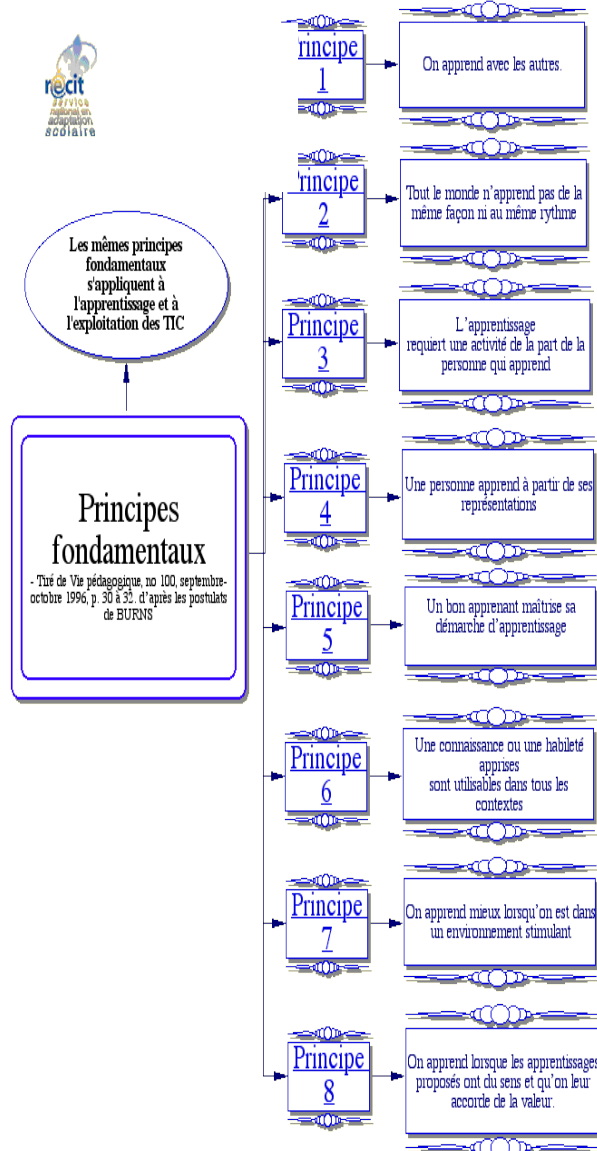 récit
service
national en
adaptation
scolaire
Les mêmes principes
fondamentaux
s'appliquent à
l'apprentissage et à
l'exploitation des TIC
Principes
fondamentaux
- Tiré de Vie pédagogique, no 100, septembre-
octobre 1996, p. 30 à 32. d'après les postulats
de BURNS
rincipe
1
On apprend avec les autres.
rincipe
2
Tout le monde n'apprend pas de la
même façon ni au même rythme
Principe
3
L'apprentissage
requiert une activité de la part de la
personne qui apprend
Principe
4
Une personne apprend à partir de ses
représentations
Principe
5
Un bon apprenant maîtrise sa
démarche d'apprentissage
Principe
6
Une connaissance ou une habileté
apprises
sont utilisables dans tous les
contextes
Principe
7
On apprend mieux lorsqu'on est dans
un environnement stimulant
Principe
8
On apprend lorsque les apprentissages
proposés ont du sens et qu'on leur
accorde de la valeur.